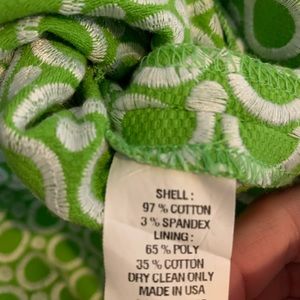 SHELL :
97 % COTTON
3 % SPANDEX
LINING :
65 % POLY
35 % COTTON
DRY CLEAN ONLY
MADE IN USA